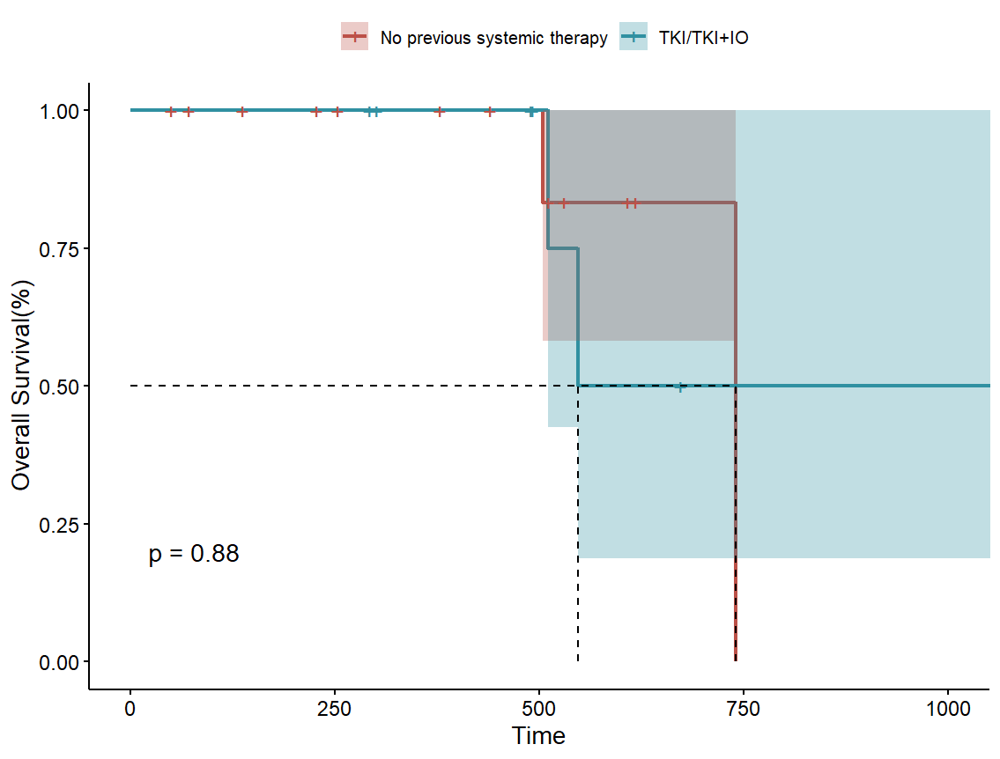 No previous systemic therapy TKI/TKI+IO
1.00
0.75
0.50
0.25
0.00
Overall Survival(%)
p = 0.88
0 250 500 750 1000
Time